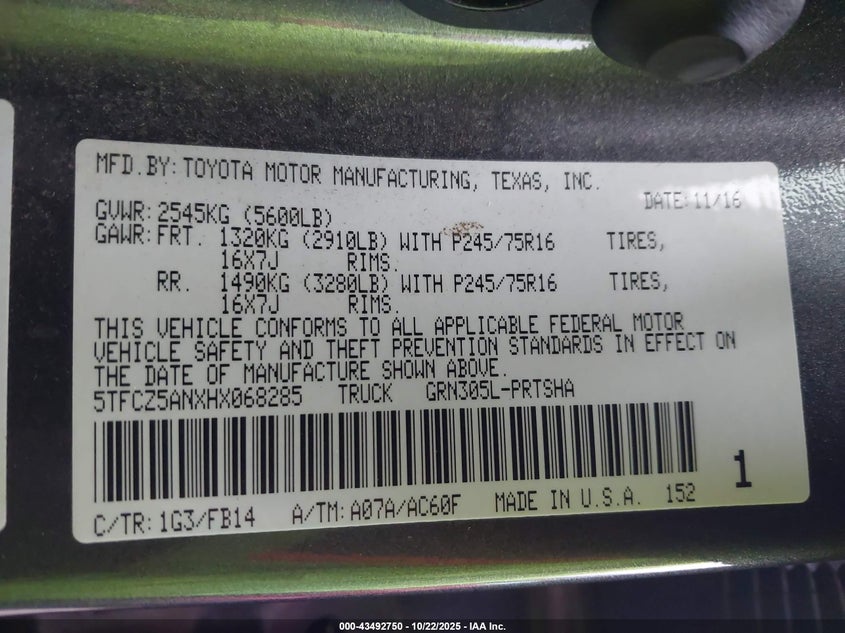 MFD.BY:TOYOTA MOTOR MANUFACTURING, TEXAS, INC.
DATE:11/16
GVWR:2545KG (5600LB)
GAWR:FRT. 1320KG (2910LB) WITH P245/75R16 TIRES,
16X7J RIMS.
RR. 1490KG (3280LB) WITH P245/75R16 TIRES,
16X7J RIMS.
THIS VEHICLE CONFORMS TO ALL APPLICABLE FEDERAL MOTOR
VEHICLE SAFETY AND THEFT PREVENTION STANDARDS IN EFFECT ON
THE DATE OF MANUFACTURE SHOWN ABOVE.
5TFCZ5ANXHX068285 TRUCK GRN305L-PRTSHA
1
C/TR:1G3/FB14 A/TM:A07A/AC60F MADE IN U.S.A. 152
000-43492750 - 10/22/2025 - IAA Inc.